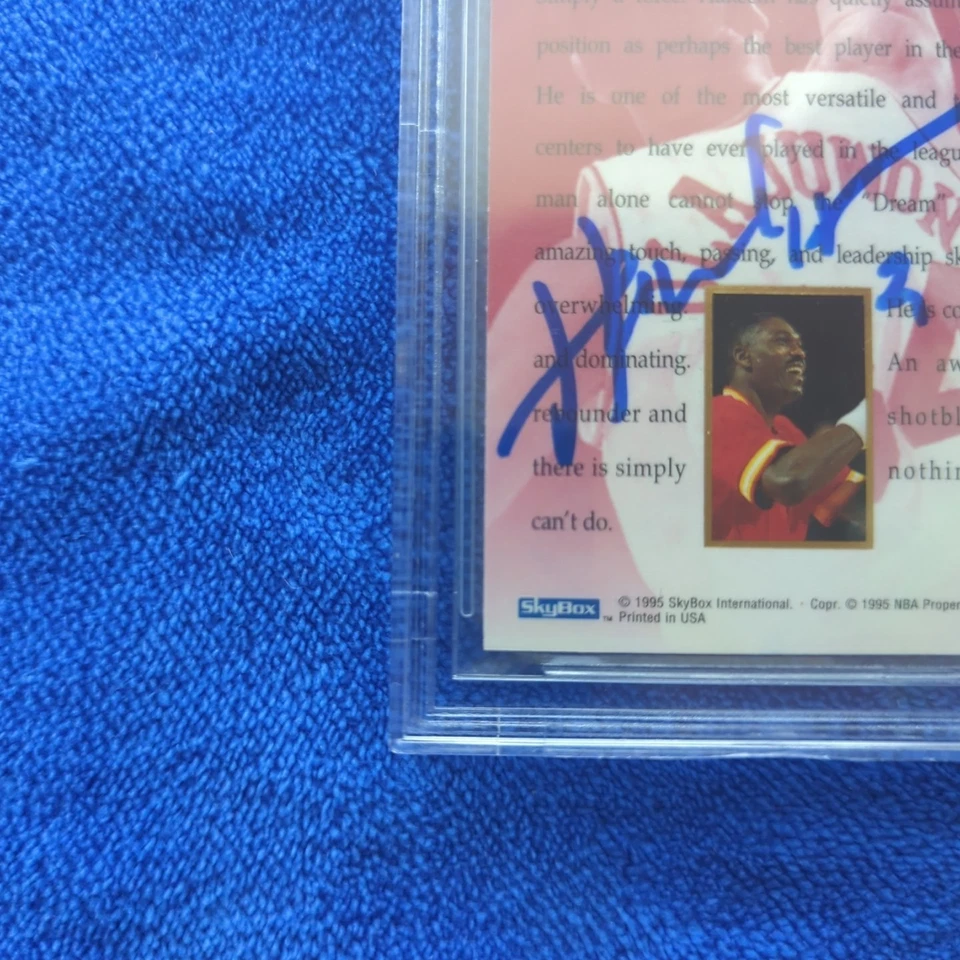 position as perhaps the best player in the
He is one of the most versatile and
centers to have ever played in the leagu
man alone cannot stop the "Dream"
amazing touch, passing, and leadership sk
overwhelming. He's co
and dominating. An aw
rebounder and shotbl
there is simply nothin
can't do.
SkyBox ™ © 1995 SkyBox International. · Copr. © 1995 NBA Proper
Printed in USA